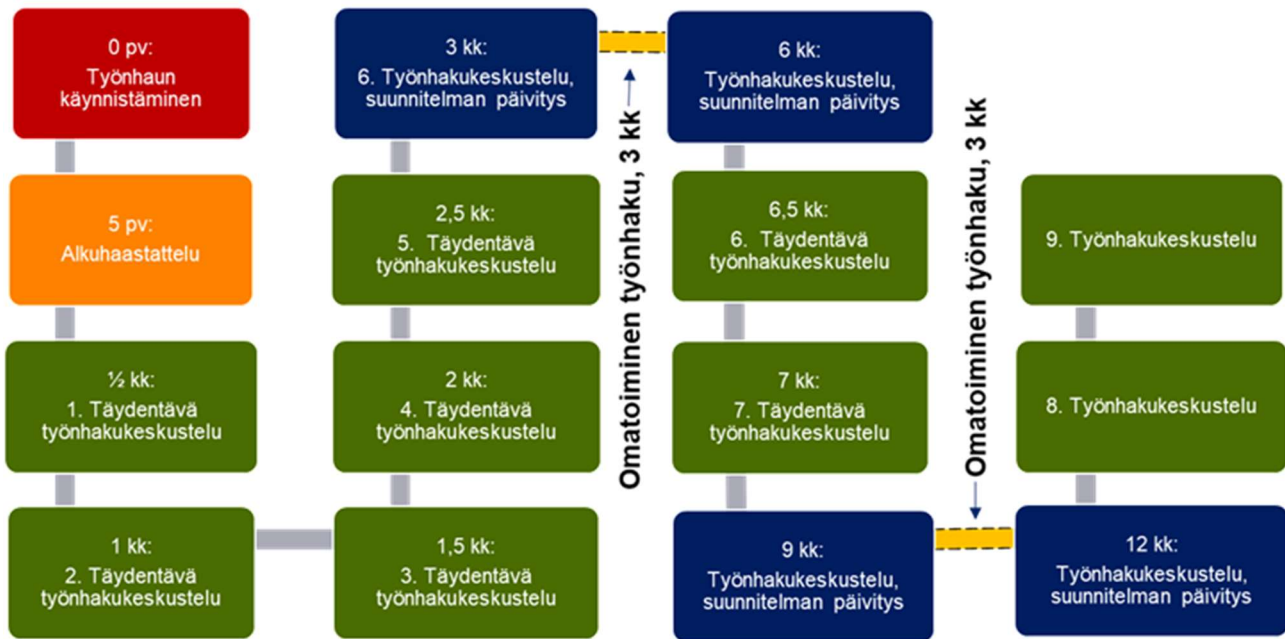 0 pv:
Työnhaun
käynnistäminen
5 pv:
Alkuhaastattelu
½ kk:
1. Täydentävä
työnhakukeskustelu
1 kk:
2. Täydentävä
työnhakukeskustelu
1,5 kk:
3. Täydentävä
työnhakukeskustelu
2 kk:
4. Täydentävä
työnhakukeskustelu
2,5 kk:
5. Täydentävä
työnhakukeskustelu
3 kk:
6. Työnhakukeskustelu,
suunnitelman päivitys
Omatoiminen työnhaku, 3 kk
6 kk:
Työnhakukeskustelu,
suunnitelman päivitys
6,5 kk:
6. Täydentävä
työnhakukeskustelu
7 kk:
7. Täydentävä
työnhakukeskustelu
9 kk:
Työnhakukeskustelu,
suunnitelman päivitys
Omatoiminen työnhaku, 3 kk
12 kk:
Työnhakukeskustelu,
suunnitelman päivitys
8. Työnhakukeskustelu
9. Työnhakukeskustelu